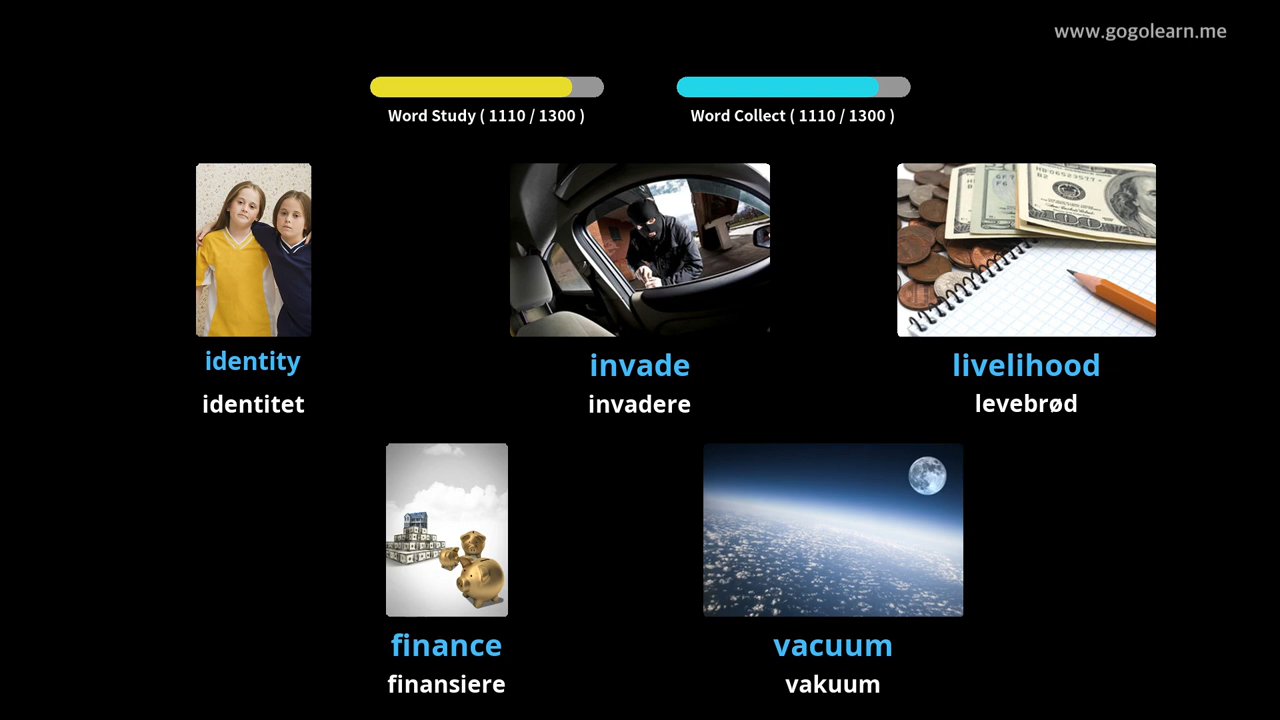 www.gogolearn.me
Word Study ( 1110 / 1300 )
Word Collect ( 1110 / 1300 )
identity
identitet
invade
invadere
livelihood
levebrød
finance
finansiere
vacuum
vakuum